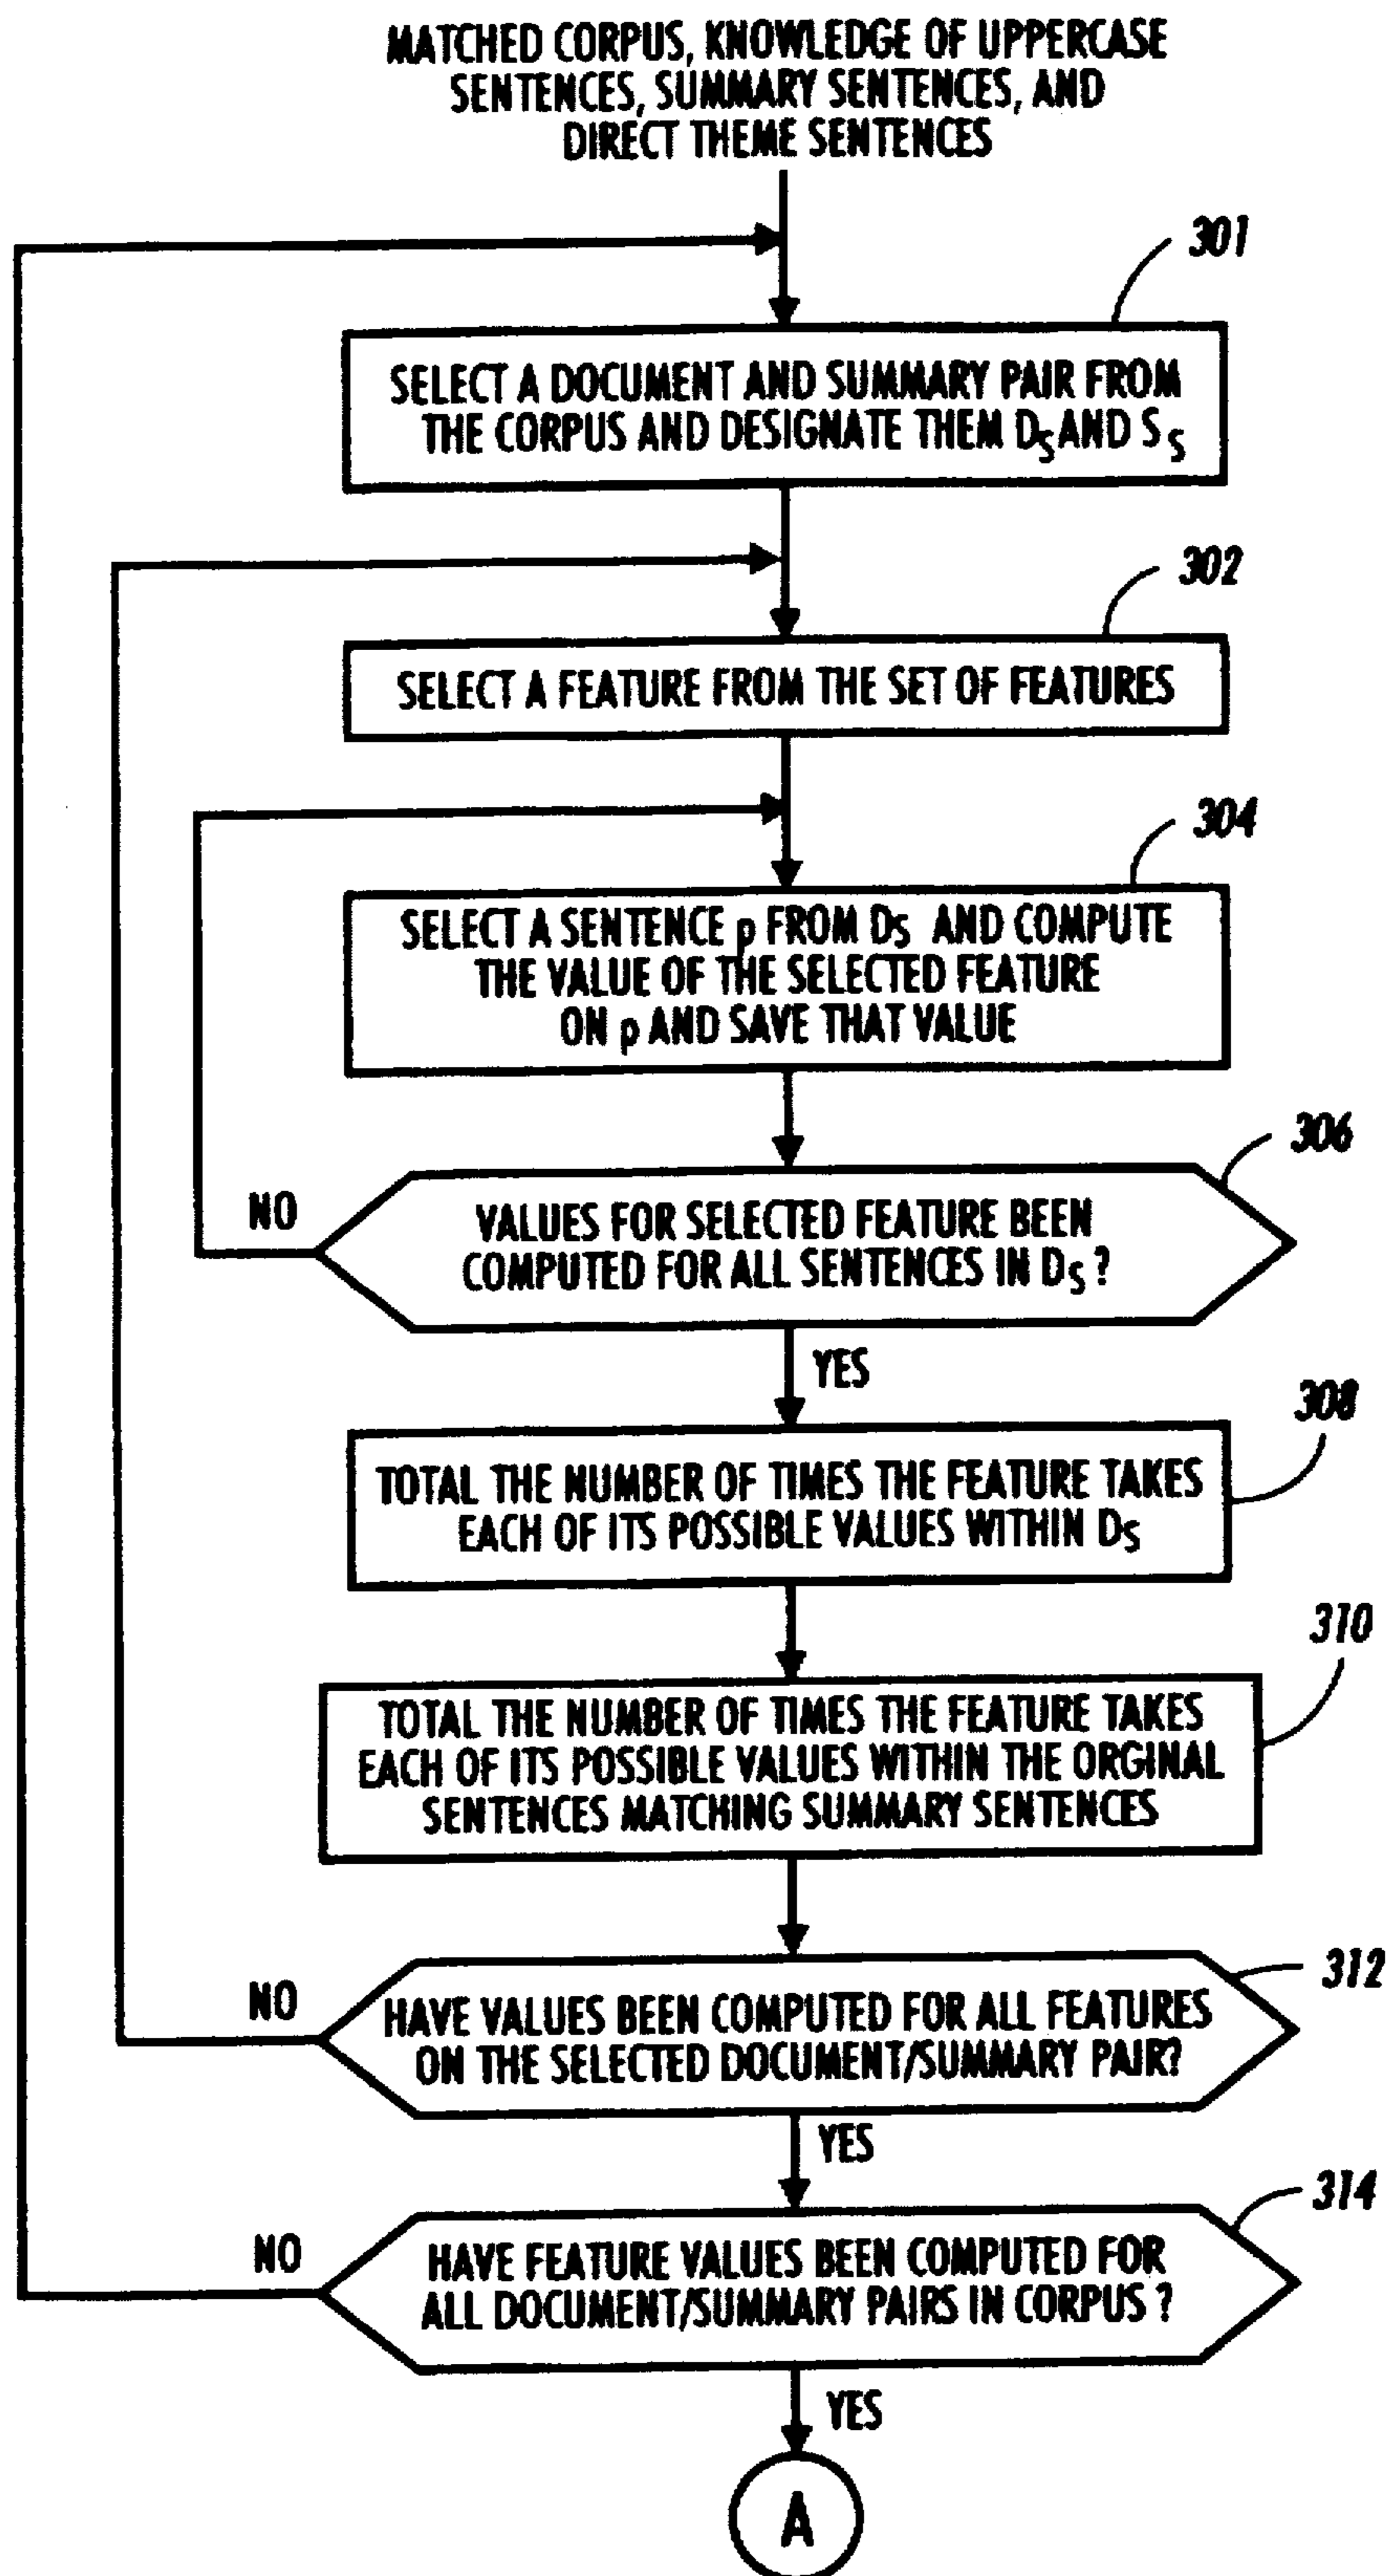 MATCHED CORPUS, KNOWLEDGE OF UPPERCASE
SENTENCES, SUMMARY SENTENCES, AND
DIRECT THEME SENTENCES
301
SELECT A DOCUMENT AND SUMMARY PAIR FROM
THE CORPUS AND DESIGNATE THEM DS AND SS
302
SELECT A FEATURE FROM THE SET OF FEATURES
304
SELECT A SENTENCE p FROM DS AND COMPUTE
THE VALUE OF THE SELECTED FEATURE
ON p AND SAVE THAT VALUE
306
NO
VALUES FOR SELECTED FEATURE BEEN
COMPUTED FOR ALL SENTENCES IN DS ?
YES
308
TOTAL THE NUMBER OF TIMES THE FEATURE TAKES
EACH OF ITS POSSIBLE VALUES WITHIN DS
310
TOTAL THE NUMBER OF TIMES THE FEATURE TAKES
EACH OF ITS POSSIBLE VALUES WITHIN THE ORGINAL
SENTENCES MATCHING SUMMARY SENTENCES
312
NO
HAVE VALUES BEEN COMPUTED FOR ALL FEATURES
ON THE SELECTED DOCUMENT/SUMMARY PAIR?
YES
314
NO
HAVE FEATURE VALUES BEEN COMPUTED FOR
ALL DOCUMENT/SUMMARY PAIRS IN CORPUS ?
YES
A